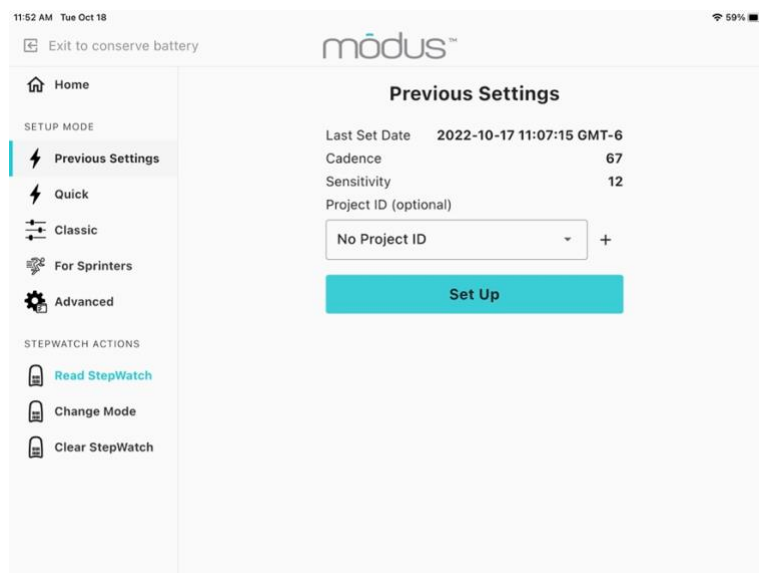 11:52 AM Tue Oct 18
59%
Exit to conserve battery
mōdus™
Home
SETUP MODE
Previous Settings
Quick
Classic
For Sprinters
Advanced
STEPWATCH ACTIONS
Read StepWatch
Change Mode
Clear StepWatch
Previous Settings
Last Set Date 2022-10-17 11:07:15 GMT-6
Cadence 67
Sensitivity 12
Project ID (optional)
No Project ID +
Set Up